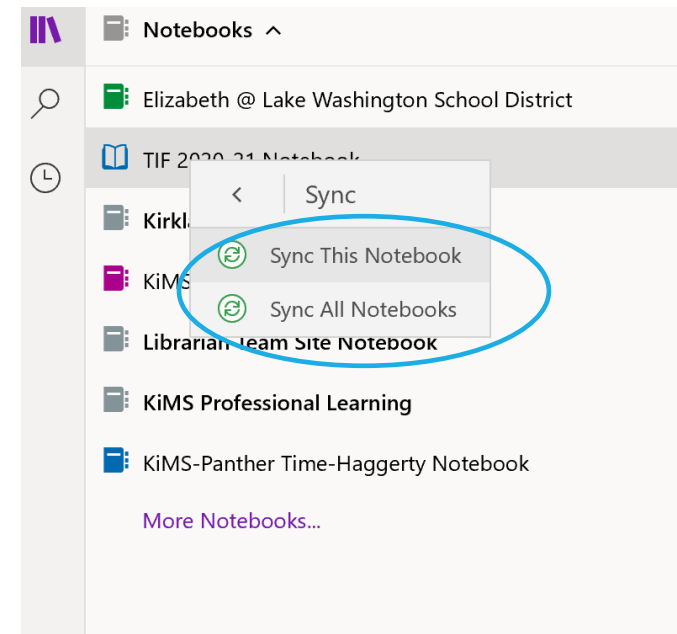 Notebooks
Elizabeth @ Lake Washington School District
TIF 2020-21 Notebook
Sync
Sync This Notebook
Sync All Notebooks
KiMS
Librarian Team Site Notebook
KiMS Professional Learning
KiMS-Panther Time-Haggerty Notebook
More Notebooks...